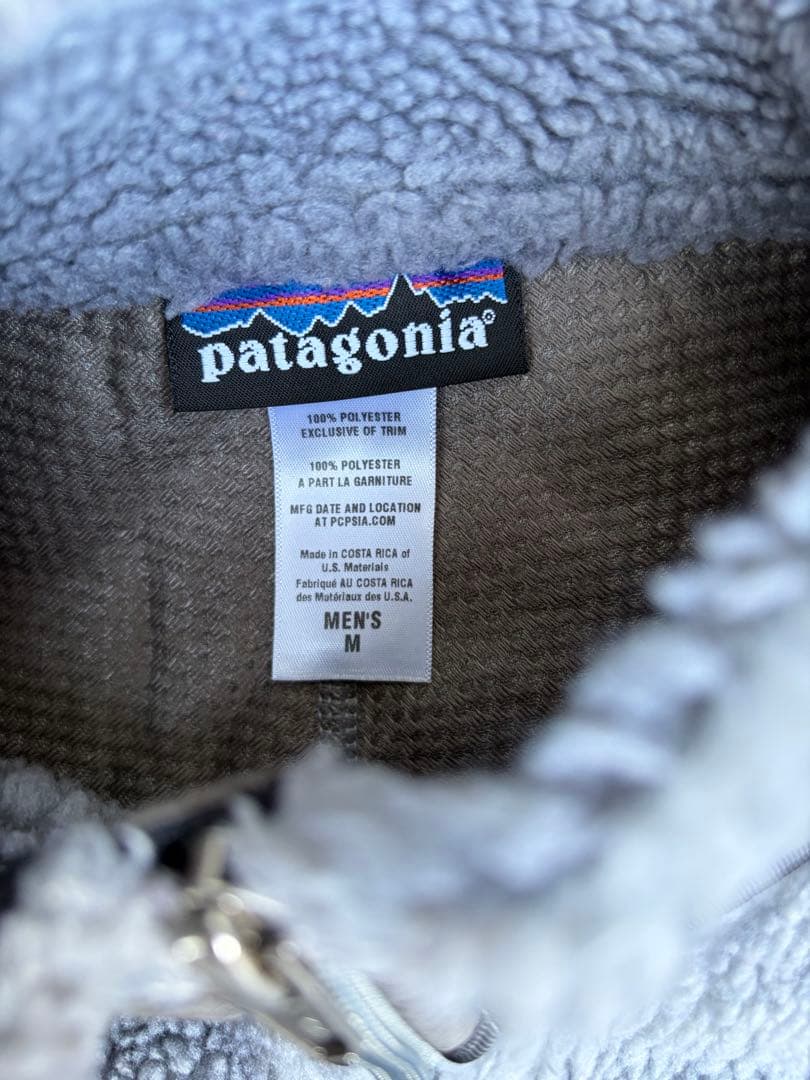 patagonia®
100% POLYESTER
EXCLUSIVE OF TRIM
100% POLYESTER
A PART LA GARNITURE
MFG DATE AND LOCATION
AT PCPSIA.COM
Made in COSTA RICA of
U.S. Materials
Fabriqué AU COSTA RICA
des Matériaux des U.S.A.
MEN'S
M